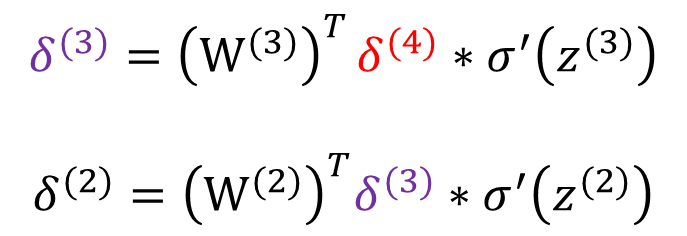 δ⁽³⁾ = (W⁽³⁾)ᵀ δ⁽⁴⁾ * σ′(z⁽³⁾)
δ⁽²⁾ = (W⁽²⁾)ᵀ δ⁽³⁾ * σ′(z⁽²⁾)